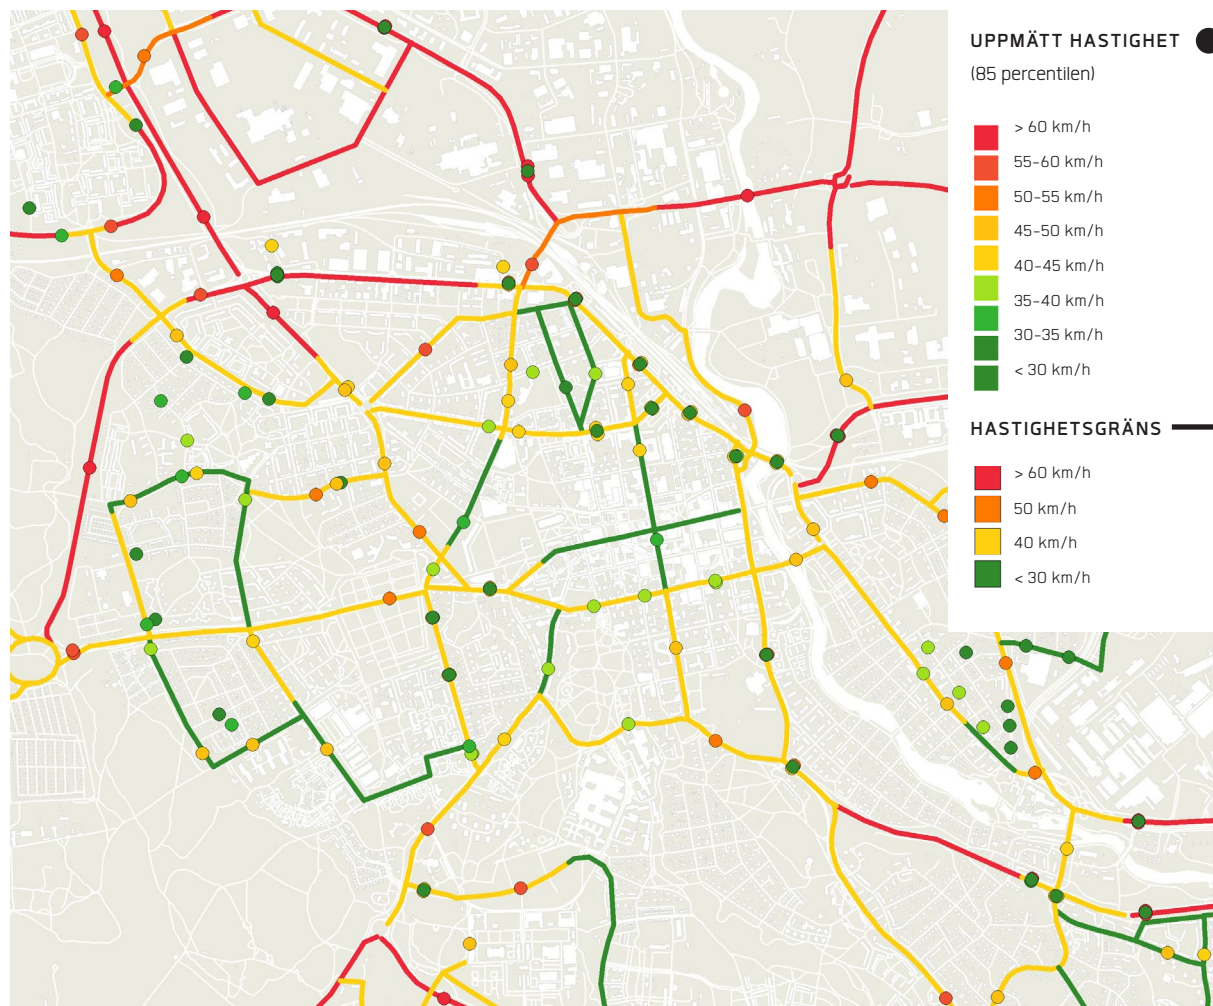 UPPMÄTT HASTIGHET
(85 percentilen)
> 60 km/h
55-60 km/h
50-55 km/h
45-50 km/h
40-45 km/h
35-40 km/h
30-35 km/h
< 30 km/h
HASTIGHETSGRÄNS
> 60 km/h
50 km/h
40 km/h
< 30 km/h